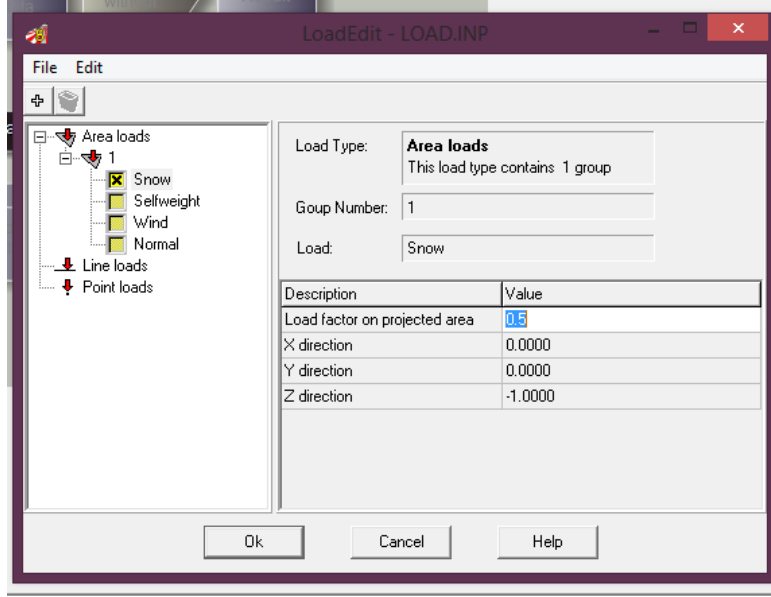 Without
LoadEdit - LOAD.INP
File Edit
Area loads
1
Snow
Selfweight
Wind
Normal
Line loads
Point loads
Load Type: Area loads
This load type contains 1 group
Goup Number: 1
Load: Snow
Description Value
Load factor on projected area 0.5
X direction 0.0000
Y direction 0.0000
Z direction -1.0000
Ok Cancel Help